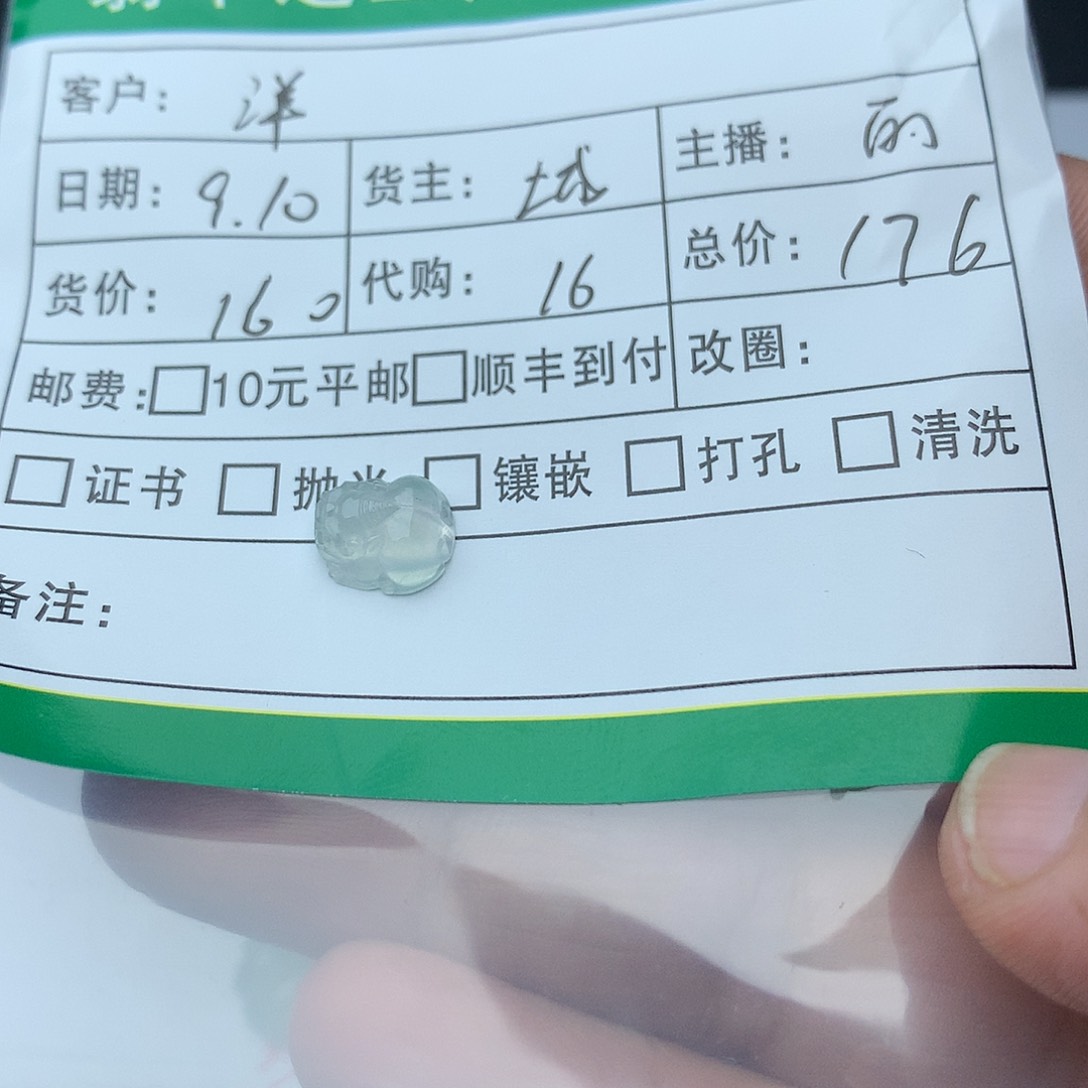 客户: 洋
日期: 9.10 货主: 城 主播: 丽
货价: 160 代购: 16 总价: 176
邮费:□10元平邮□顺丰到付 改圈:
□ 证书 □ 抛光 □ 镶嵌 □ 打孔 □ 清洗
备注: